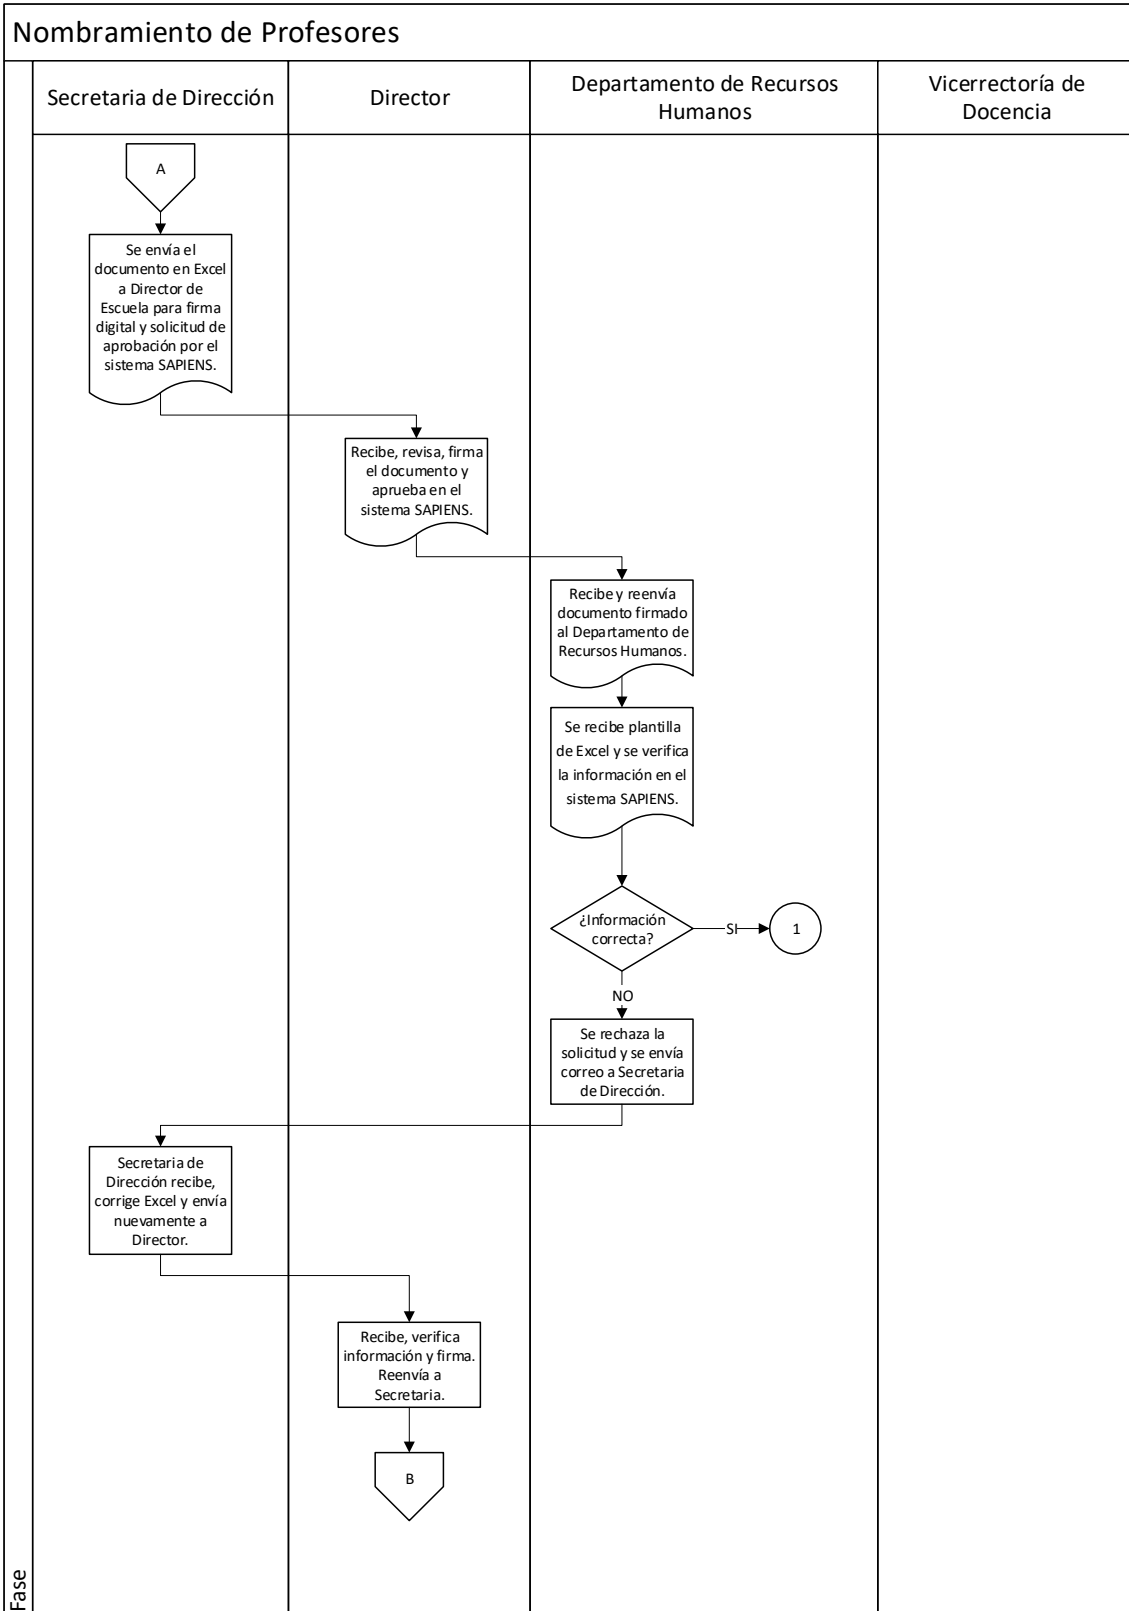 Nombramiento de Profesores
Secretaria de Dirección
Director
Departamento de Recursos
Humanos
Vicerrectoría de
Docencia
A
Se envía el
documento en Excel
a Director de
Escuela para firma
digital y solicitud de
aprobación por el
sistema SAPIENS.
Recibe, revisa, firma
el documento y
aprueba en el
sistema SAPIENS.
Recibe y reenvía
documento firmado
al Departamento de
Recursos Humanos.
Se recibe plantilla
de Excel y se verifica
la información en el
sistema SAPIENS.
¿Información
correcta?
SI
1
NO
Se rechaza la
solicitud y se envía
correo a Secretaria
de Dirección.
Secretaria de
Dirección recibe,
corrige Excel y envía
nuevamente a
Director.
Recibe, verifica
información y firma.
Reenvía a
Secretaria.
B
Fase